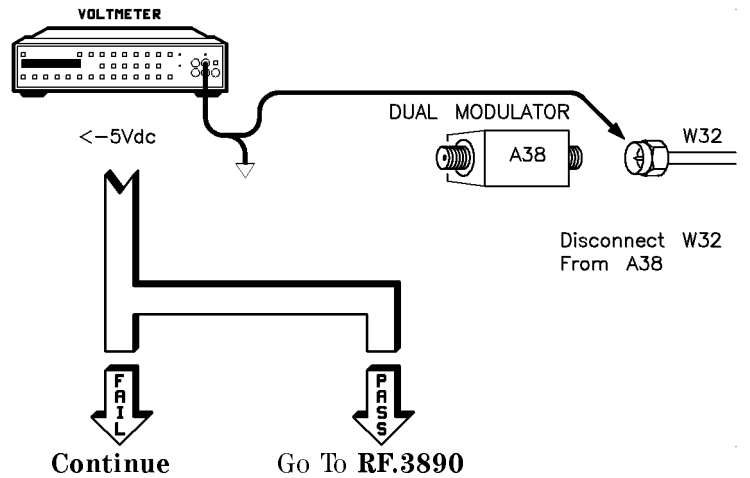 VOLTMETER
DUAL MODULATOR
W32
<-5Vdc
A38
Disconnect W32
From A38
FAIL
PASS
Continue
Go To RF.3890